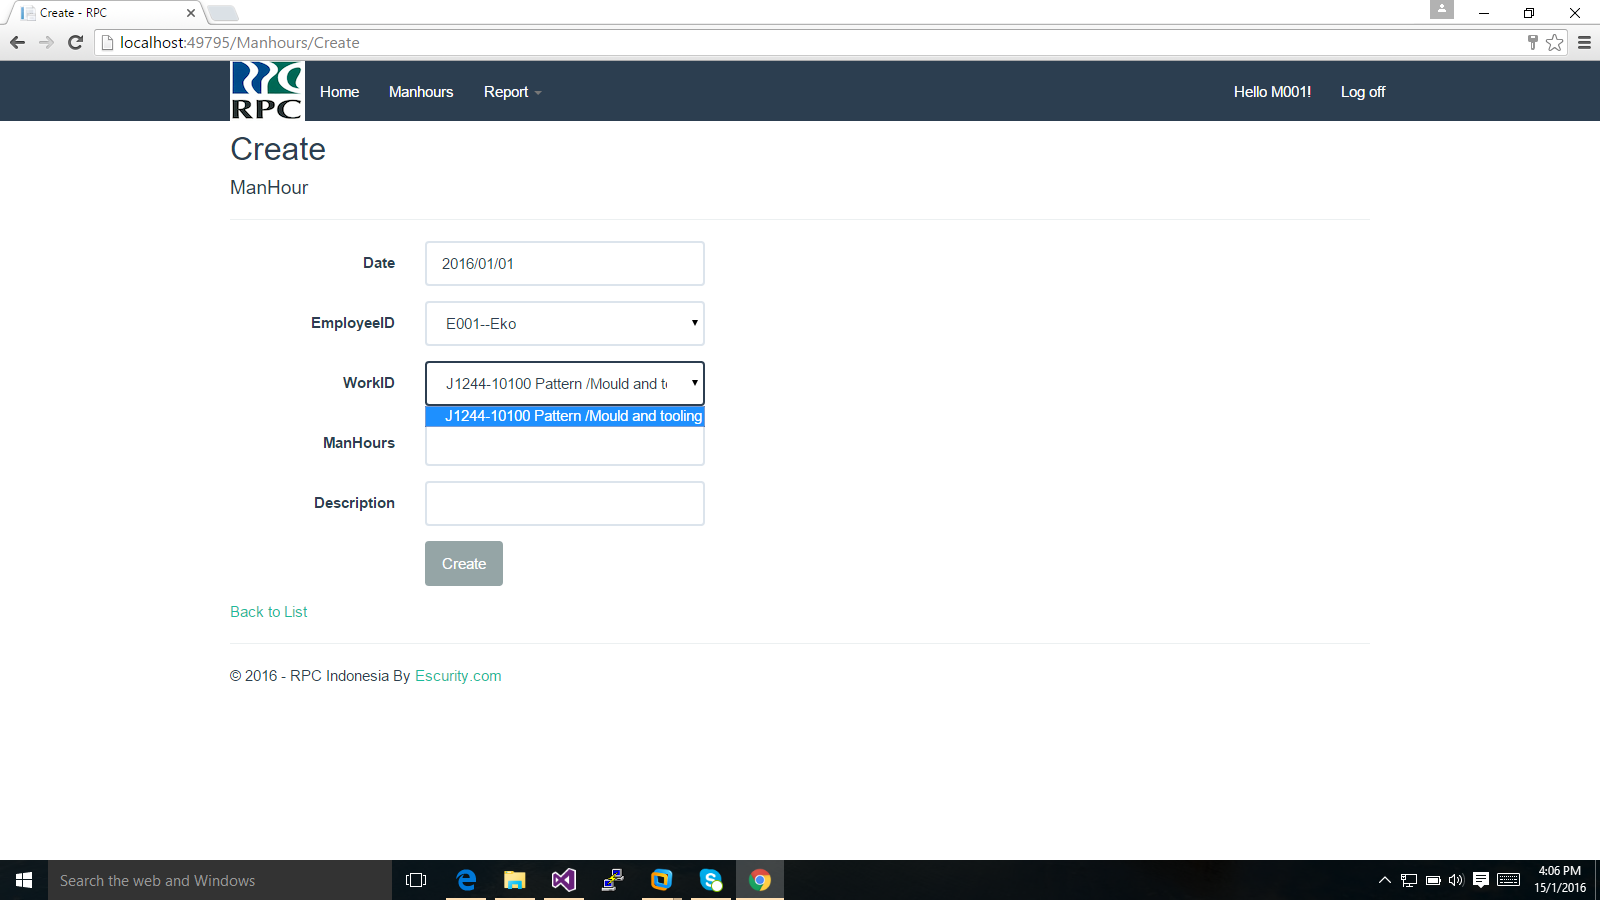 Create - RPC
localhost:49795/Manhours/Create
RPC
Home Manhours Report Hello M001! Log off
Create
ManHour
Date 2016/01/01
EmployeeID E001--Eko
WorkID J1244-10100 Pattern /Mould and t
J1244-10100 Pattern /Mould and tooling
ManHours
Description
Create
Back to List
© 2016 - RPC Indonesia By Escurity.com
Search the web and Windows
4:06 PM
15/1/2016